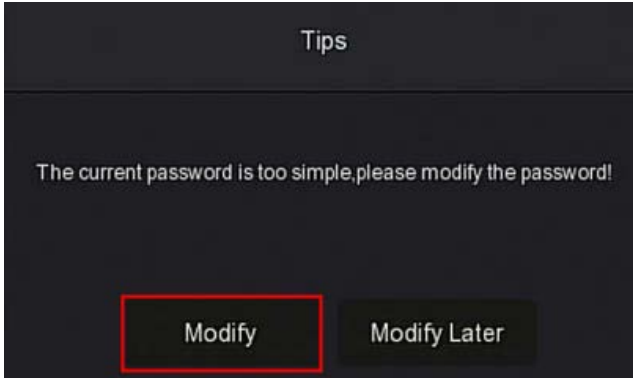 Tips
The current password is too simple,please modify the password!
Modify
Modify Later